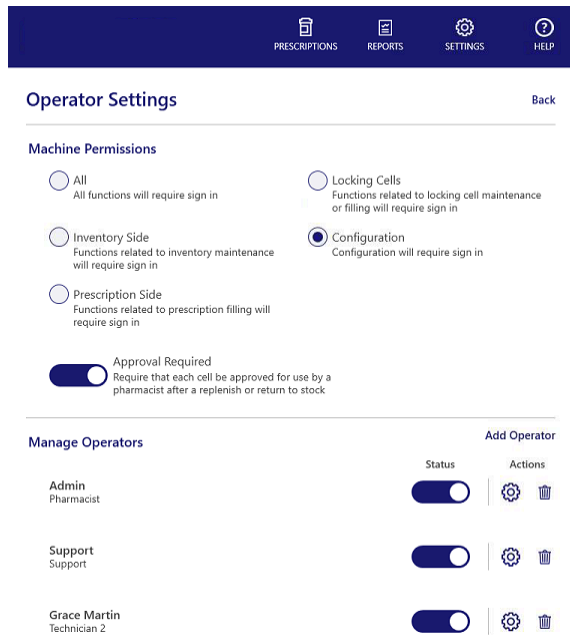 PRESCRIPTIONS REPORTS SETTINGS HELP
Operator Settings Back
Machine Permissions
All
All functions will require sign in
Locking Cells
Functions related to locking cell maintenance
or filling will require sign in
Inventory Side
Functions related to inventory maintenance
will require sign in
Configuration
Configuration will require sign in
Prescription Side
Functions related to prescription filling will
require sign in
Approval Required
Require that each cell be approved for use by a
pharmacist after a replenish or return to stock
Manage Operators Add Operator
Status Actions
Admin
Pharmacist
Support
Support
Grace Martin
Technician 2